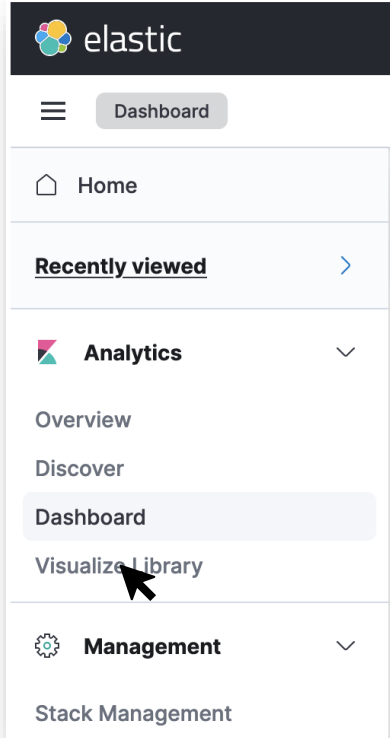 elastic
Dashboard
Home
Recently viewed
Analytics
Overview
Discover
Dashboard
Visualize Library
Management
Stack Management